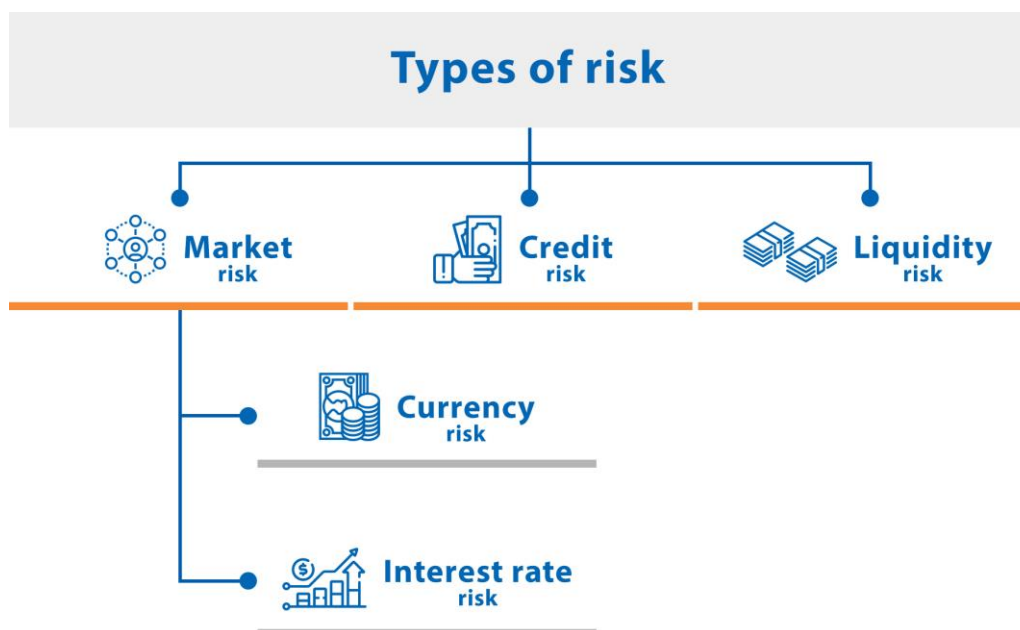 Types of risk
Market
risk
Credit
risk
Liquidity
risk
Currency
risk
$
Interest rate
risk